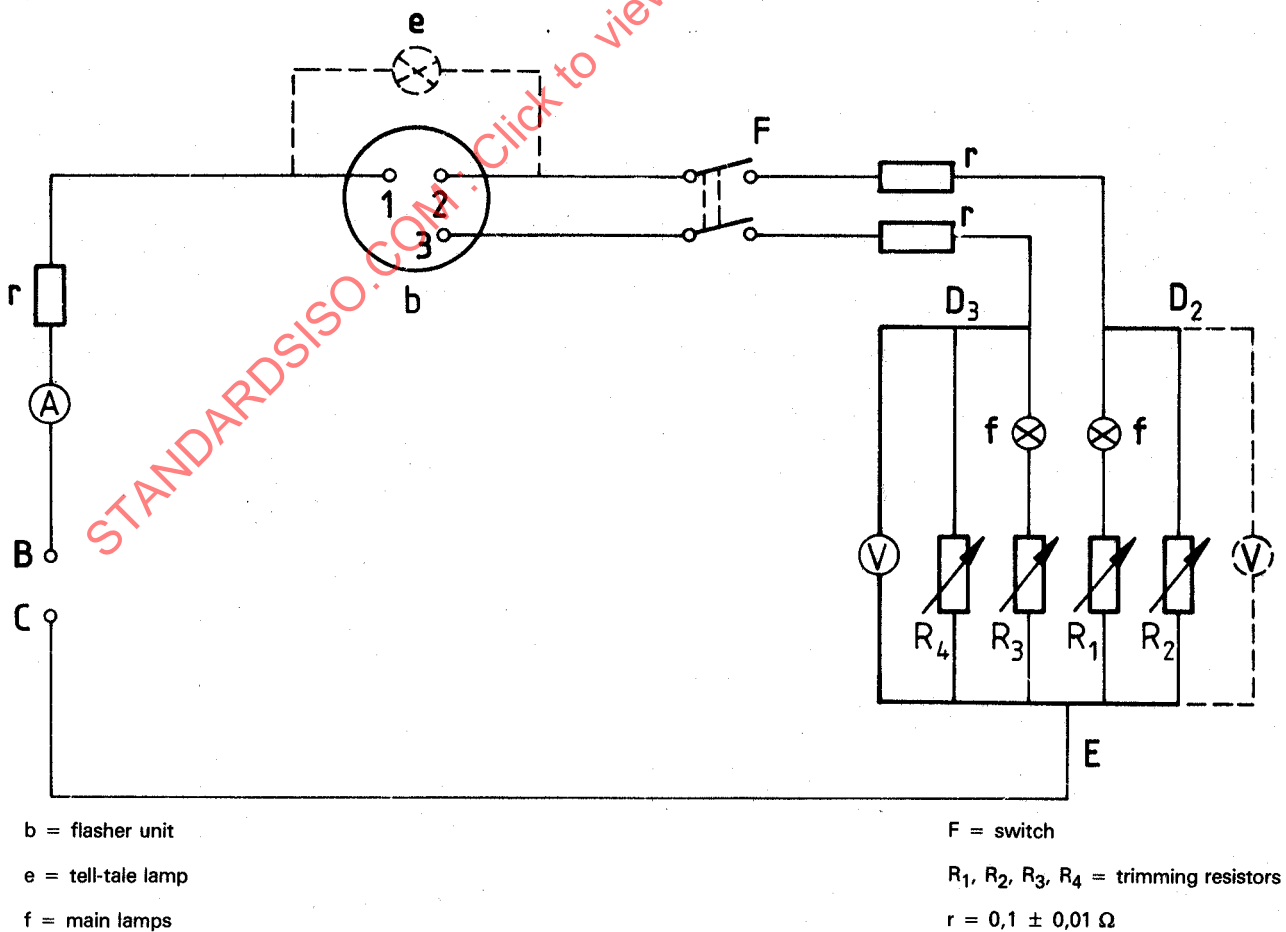 e
STANDARDSISO.COM : Click to view
F
r
1
2
3
r
b
r
A
D3
D2
f
f
B
C
V
V
R4
R3
R1
R2
E
b = flasher unit
e = tell-tale lamp
f = main lamps
F = switch
R1, R2, R3, R4 = trimming resistors
r = 0,1 ± 0,01 Ω